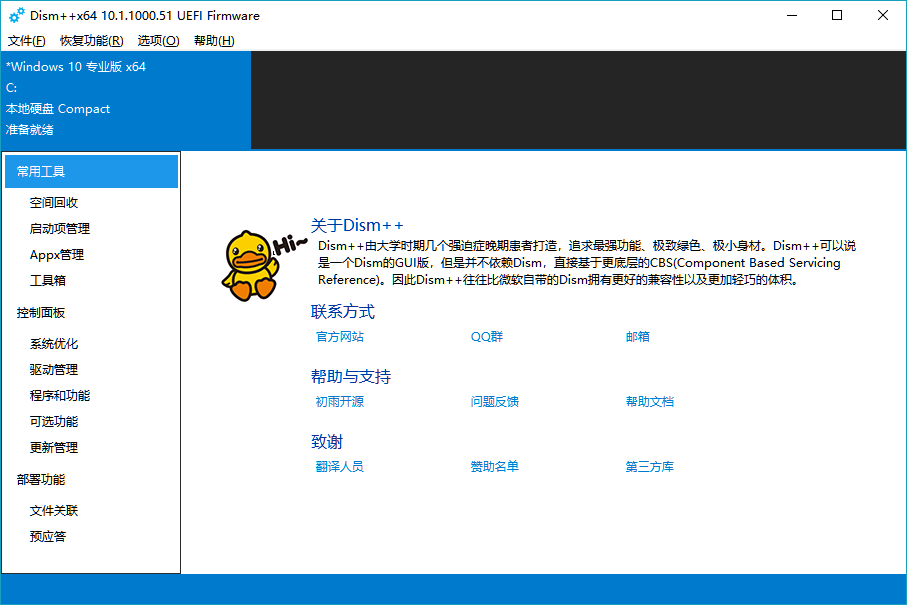 Dism++x64 10.1.1000.51 UEFI Firmware
文件(F) 恢复功能(R) 选项(O) 帮助(H)
*Windows 10 专业版 x64
C:
本地硬盘 Compact
准备就绪
常用工具
空间回收
启动项管理
Appx管理
工具箱
控制面板
系统优化
驱动管理
程序和功能
可选功能
更新管理
部署功能
文件关联
预应答
Hi~
关于Dism++
Dism++由大学时期几个强迫症晚期患者打造，追求最强功能、极致绿色、极小身材。Dism++可以说
是一个Dism的GUI版，但是并不依赖Dism，直接基于更底层的CBS(Component Based Servicing
Reference)。因此Dism++往往比微软自带的Dism拥有更好的兼容性以及更加轻巧的体积。
联系方式
官方网站 QQ群 邮箱
帮助与支持
初雨开源 问题反馈 帮助文档
致谢
翻译人员 赞助名单 第三方库